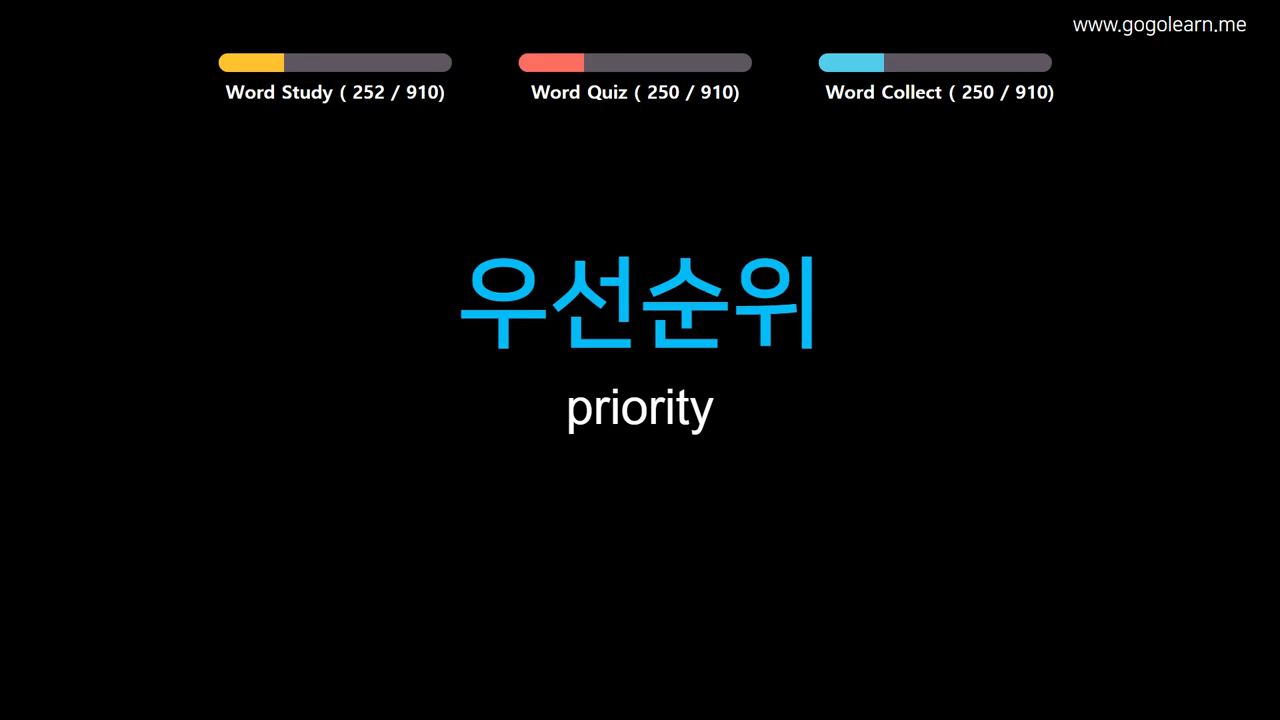 www.gogolearn.me
Word Study ( 252 / 910)
Word Quiz ( 250 / 910)
Word Collect ( 250 / 910)
우선순위
priority